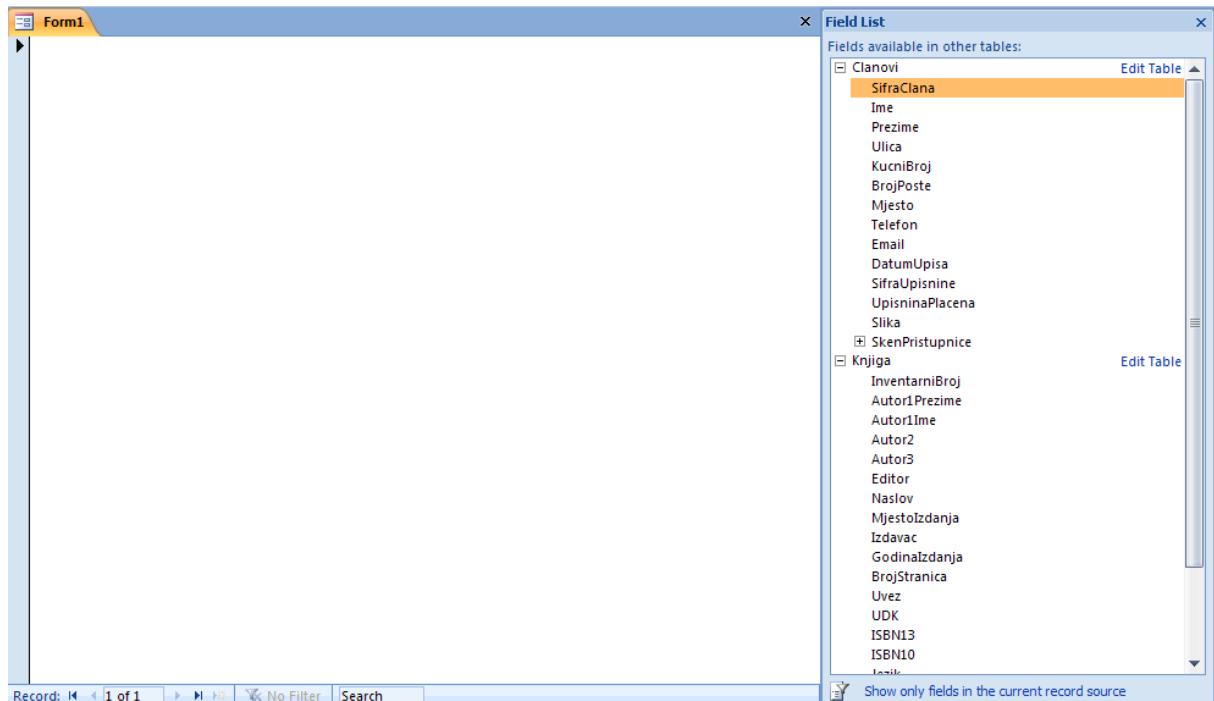 Form1
Field List
Fields available in other tables:
Clanovi Edit Table
SifraClana
Ime
Prezime
Ulica
KucniBroj
BrojPoste
Mjesto
Telefon
Email
DatumUpisa
SifraUpisnine
UpisninaPlacena
Slika
SkenPristupnice
Knjiga Edit Table
InventarniBroj
Autor1Prezime
Autor1Ime
Autor2
Autor3
Editor
Naslov
MjestoIzdanja
Izdavac
GodinaIzdanja
BrojStranica
Uvez
UDK
ISBN13
ISBN10
Jezik
Show only fields in the current record source
Record: 1 of 1 No Filter Search